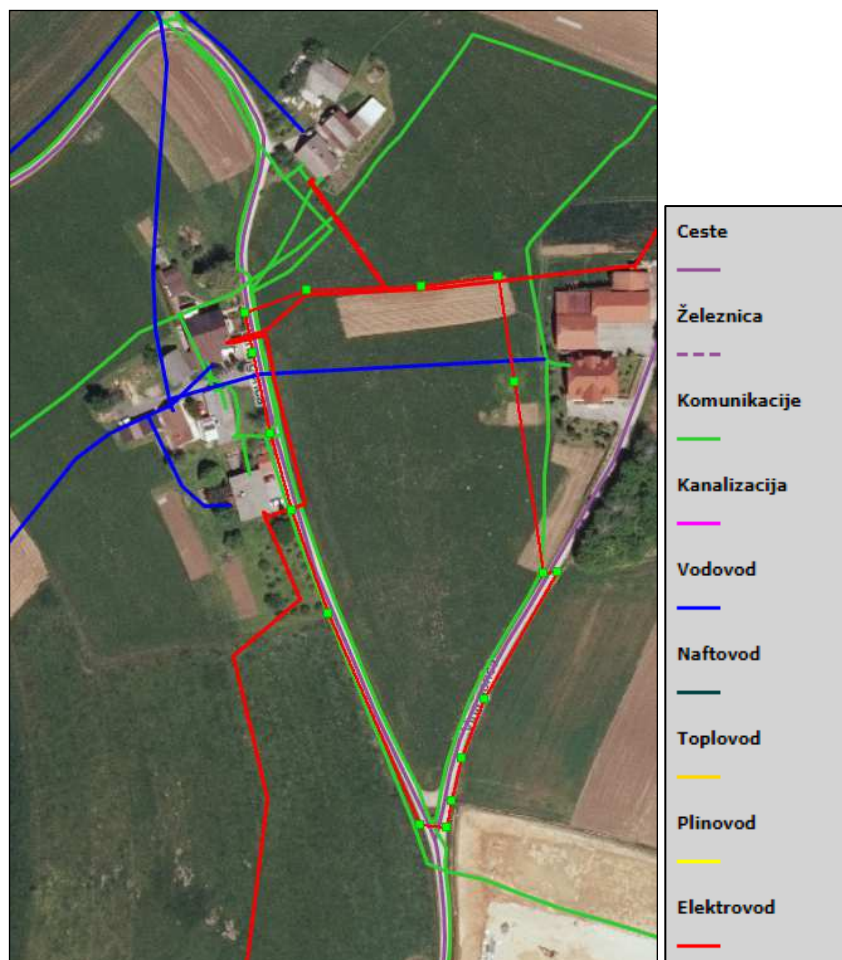 Ceste
Železnica
Komunikacije
Kanalizacija
Vodovod
Naftovod
Toplovod
Plinovod
Elektrovod